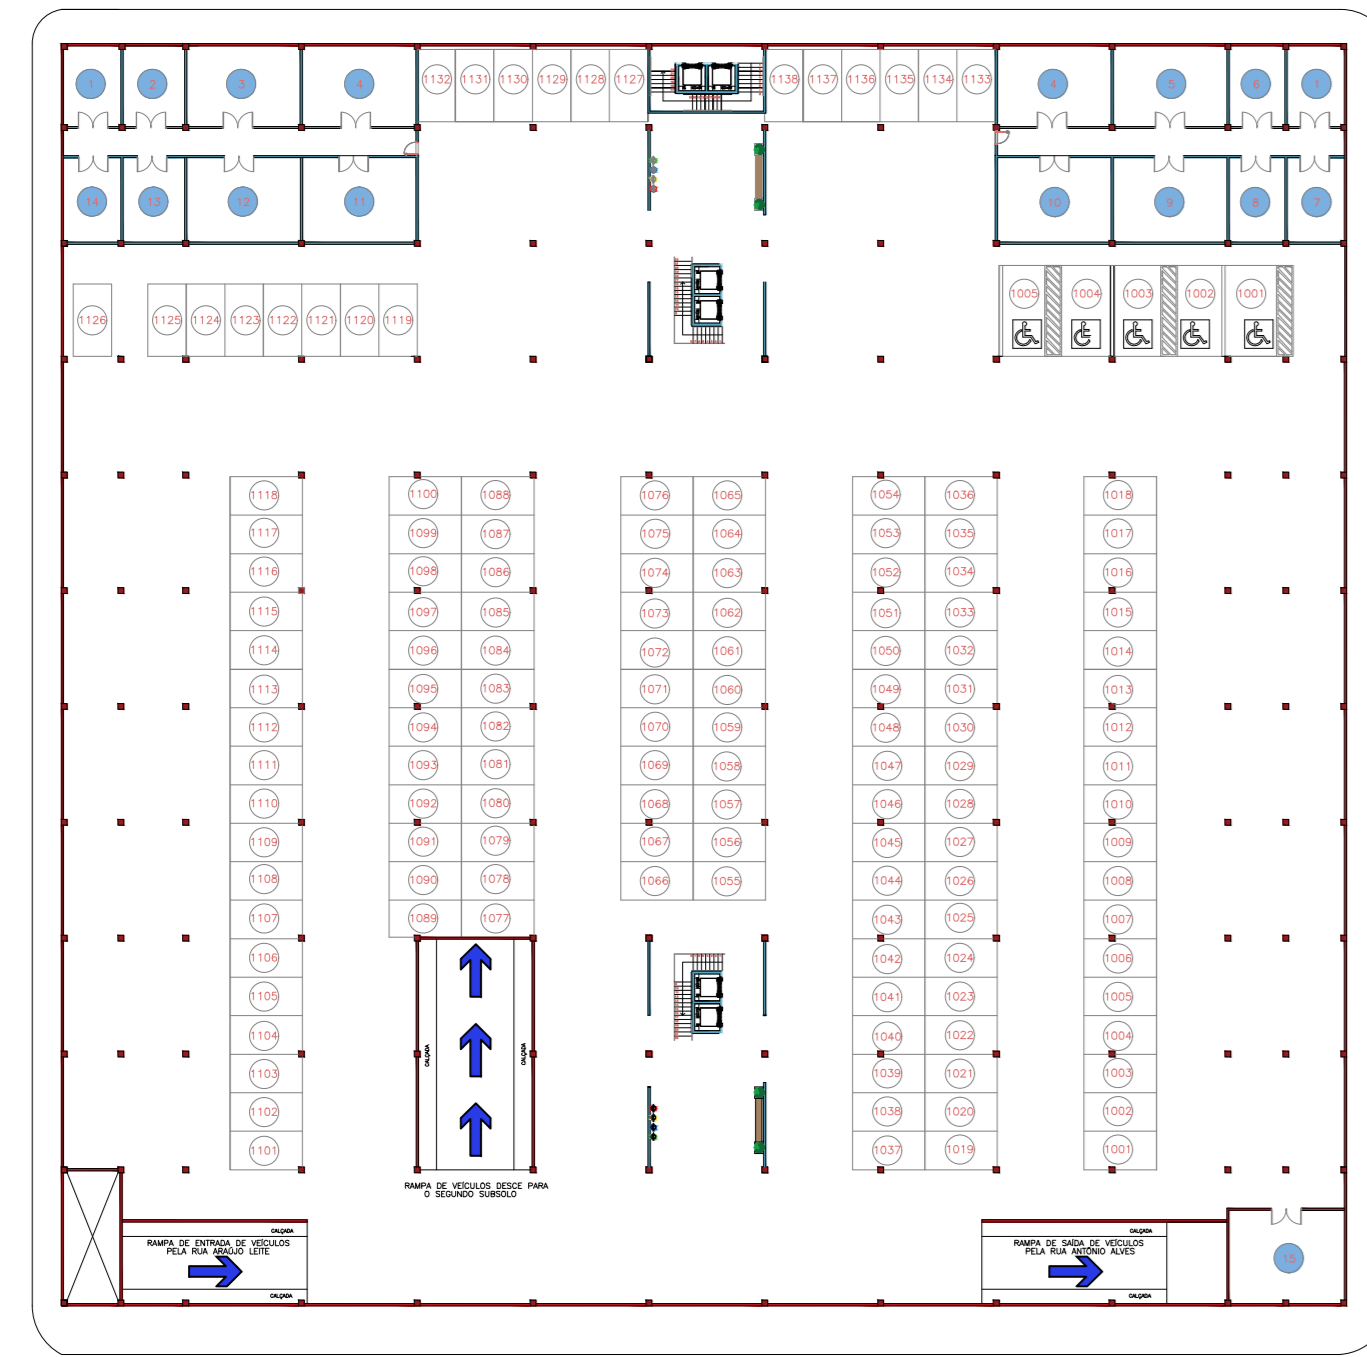 1 2 3 4 1132 1131 1130 1129 1128 1127 1138 1137 1136 1135 1134 1133 4 5 6 1
14 13 12 11 10 9 8 7
1005 1004 1003 1002 1001
1126 1125 1124 1123 1122 1121 1120 1119
1118 1100 1088 1076 1065 1054 1036 1018
1117 1099 1087 1075 1064 1053 1035 1017
1116 1098 1086 1074 1063 1052 1034 1016
1115 1097 1085 1073 1062 1051 1033 1015
1114 1096 1084 1072 1061 1050 1032 1014
1113 1095 1083 1071 1060 1049 1031 1013
1112 1094 1082 1070 1059 1048 1030 1012
1111 1093 1081 1069 1058 1047 1029 1011
1110 1092 1080 1068 1057 1046 1028 1010
1109 1091 1079 1067 1056 1045 1027 1009
1108 1090 1078 1066 1055 1044 1026 1008
1107 1089 1077 1043 1025 1007
1106 1042 1024 1006
1105 1041 1023 1005
1104 1040 1022 1004
CALÇADA CALÇADA
1103 1039 1021 1003
1102 1038 1020 1002
1101 1037 1019 1001
RAMPA DE VEÍCULOS DESCE PARA
O SEGUNDO SUBSOLO
CALÇADA
RAMPA DE ENTRADA DE VEÍCULOS
PELA RUA ARAÚJO LEITE
CALÇADA
CALÇADA
RAMPA DE SAÍDA DE VEÍCULOS
PELA RUA ANTÔNIO ALVES
CALÇADA
15